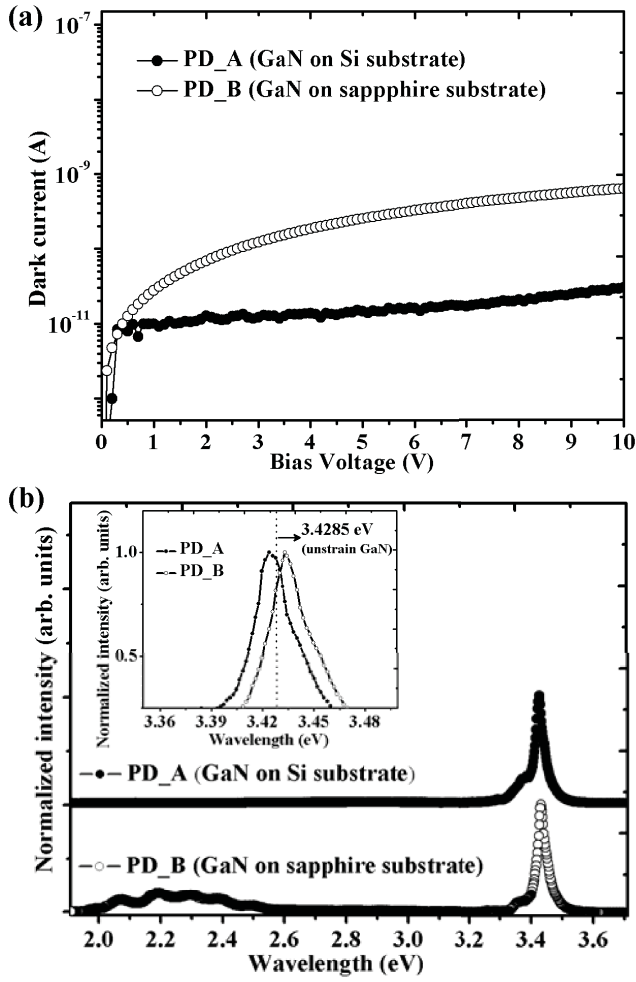 (a)
10-7
PD_A (GaN on Si substrate)
PD_B (GaN on sappphire substrate)
10-9
10-11
Dark current (A)
0 1 2 3 4 5 6 7 8 9 10
Bias Voltage (V)
(b)
Normalized intensity (arb. units)
3.4285 eV
(unstrain GaN)
PD_A
PD_B
1.0
0.5
Normalized intensity (arb. units)
3.36 3.39 3.42 3.45 3.48
Wavelength (eV)
PD_A (GaN on Si substrate)
PD_B (GaN on sapphire substrate)
2.0 2.2 2.4 2.6 2.8 3.0 3.2 3.4 3.6
Wavelength (eV)